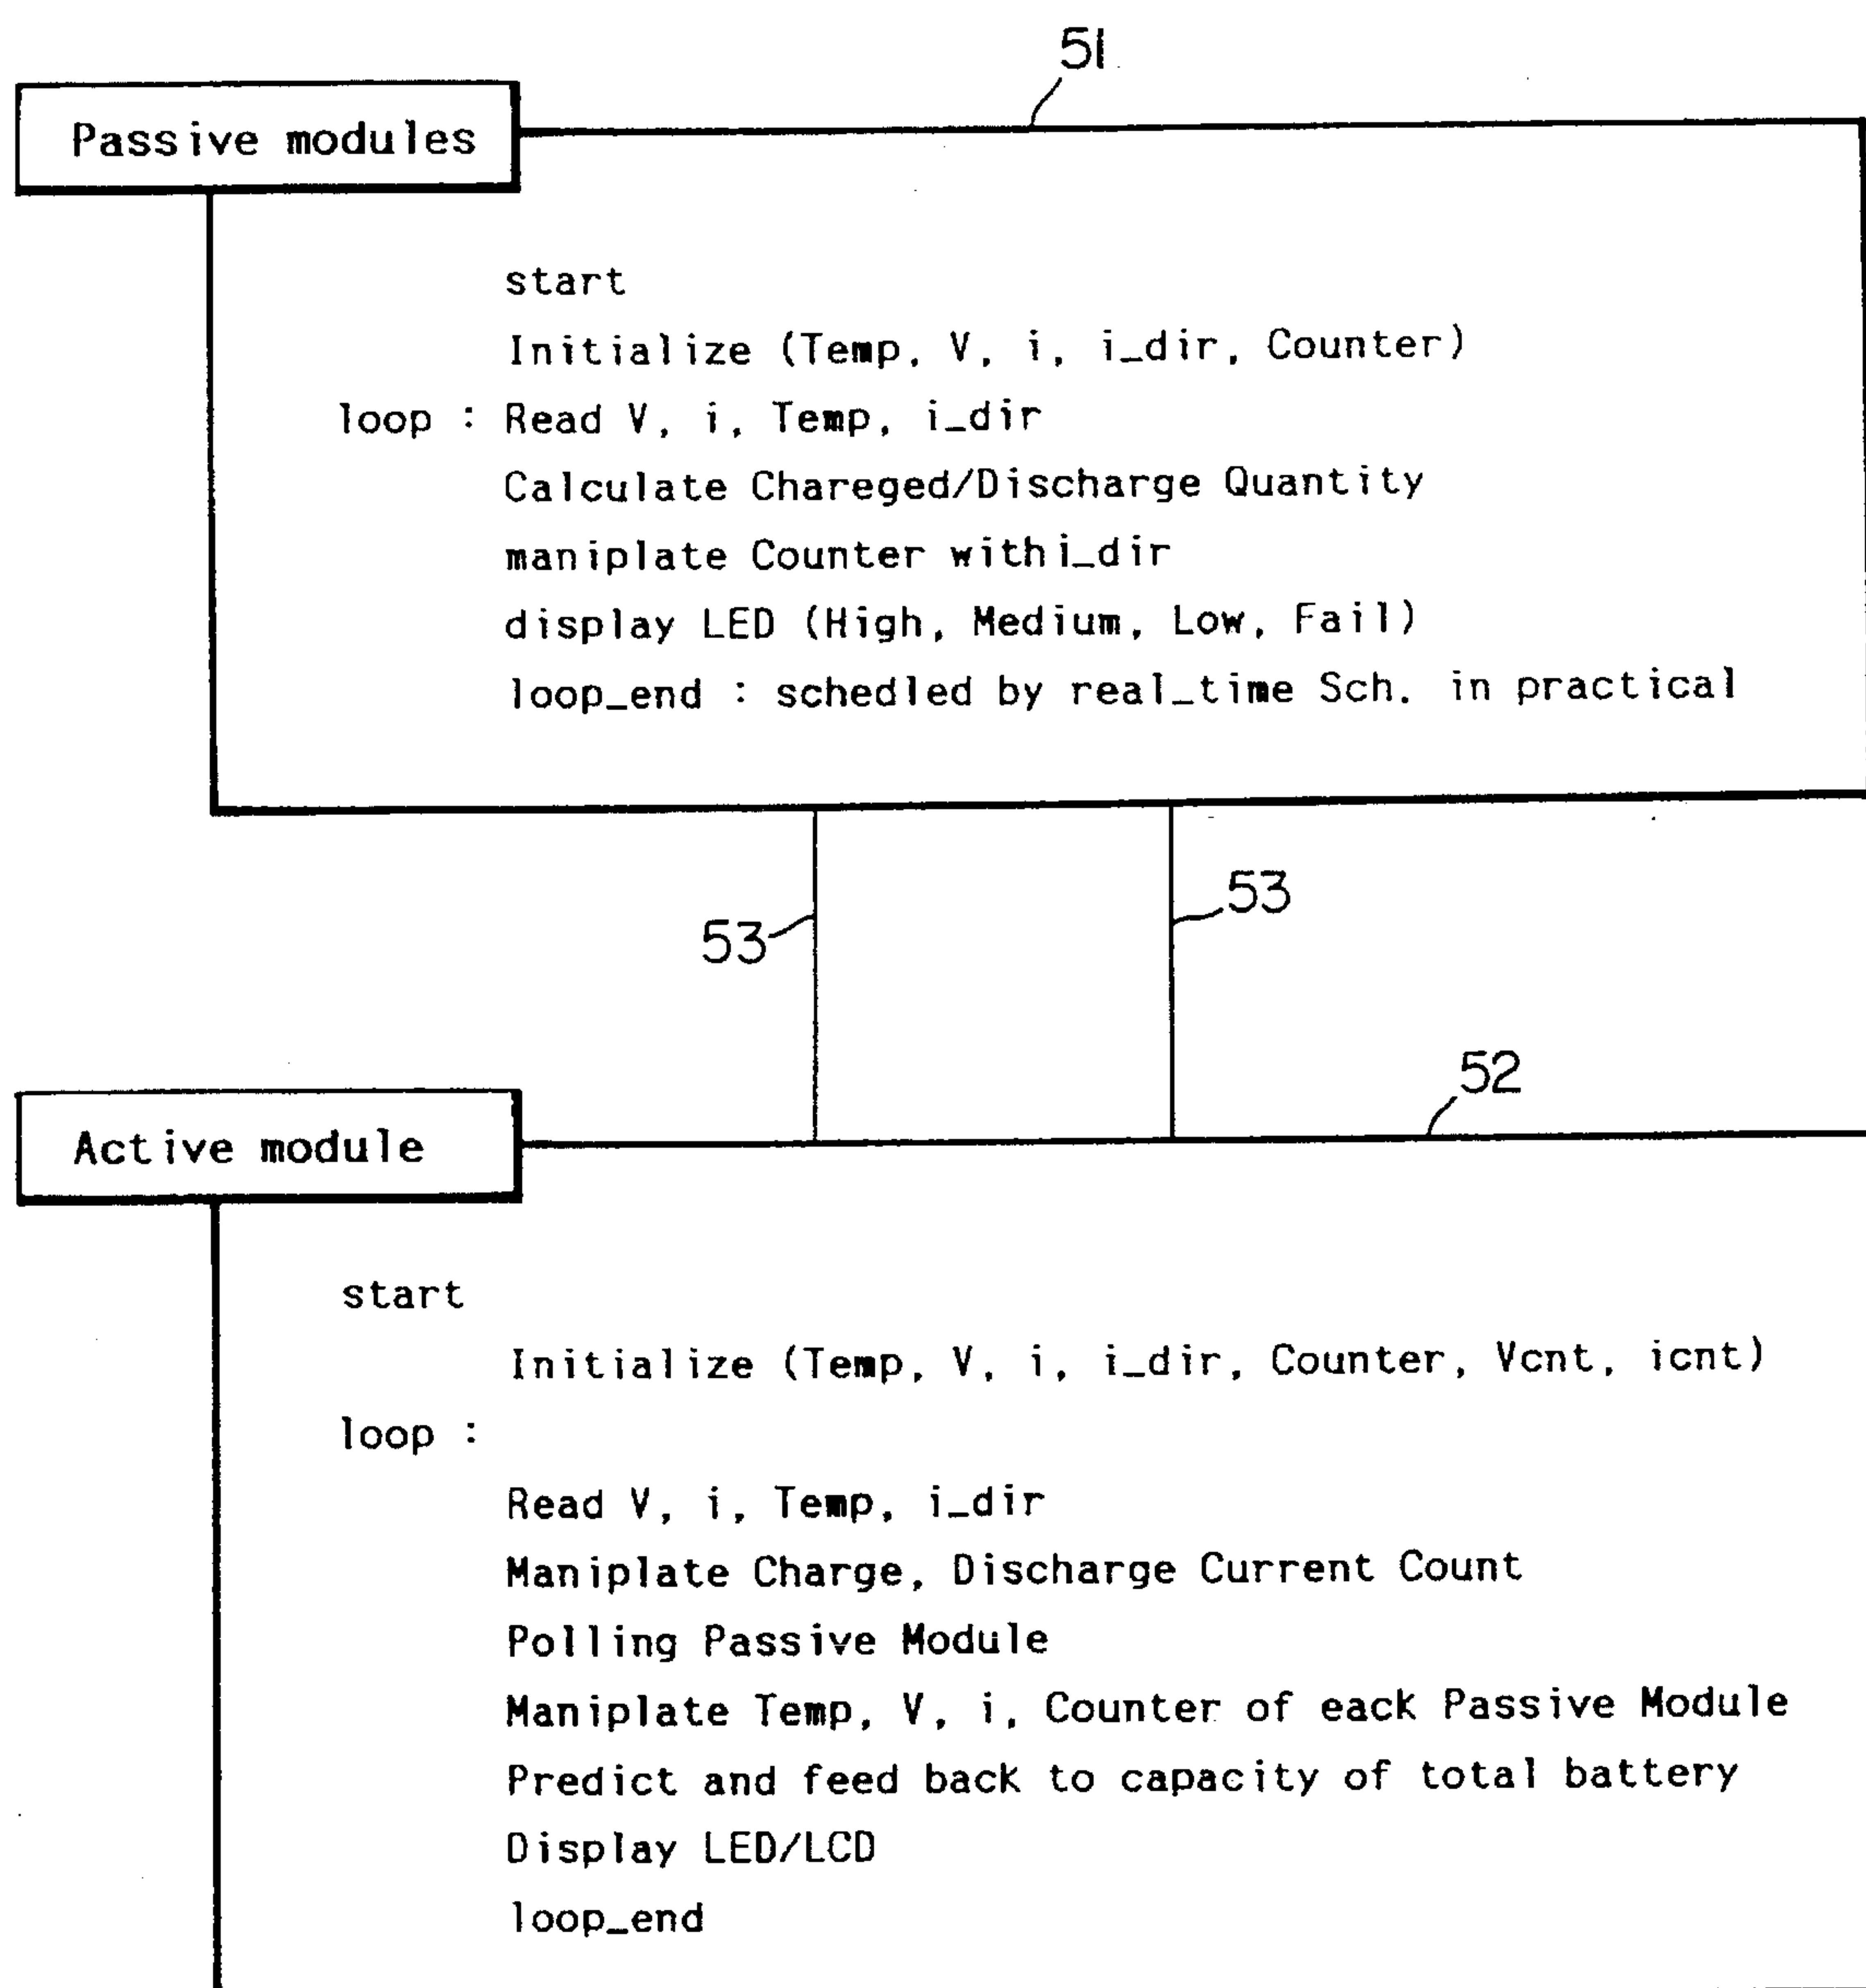 51
Passive modules
start
Initialize (Temp, V, i, i_dir, Counter)
loop : Read V, i, Temp, i_dir
Calculate Chareged/Discharge Quantity
maniplate Counter withi_dir
display LED (High, Medium, Low, Fail)
loop_end : schedled by real_time Sch. in practical
53
53
52
Active module
start
Initialize (Temp, V, i, i_dir, Counter, Vcnt, icnt)
loop :
Read V, i, Temp, i_dir
Maniplate Charge, Discharge Current Count
Polling Passive Module
Maniplate Temp, V, i, Counter of eack Passive Module
Predict and feed back to capacity of total battery
Display LED/LCD
loop_end